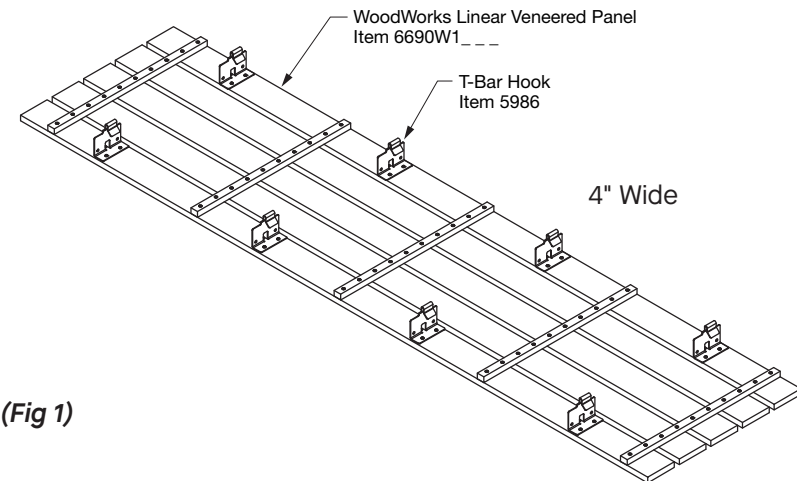 WoodWorks Linear Veneered Panel
Item 6690W1_ _ _
T-Bar Hook
Item 5986
4" Wide
(Fig 1)